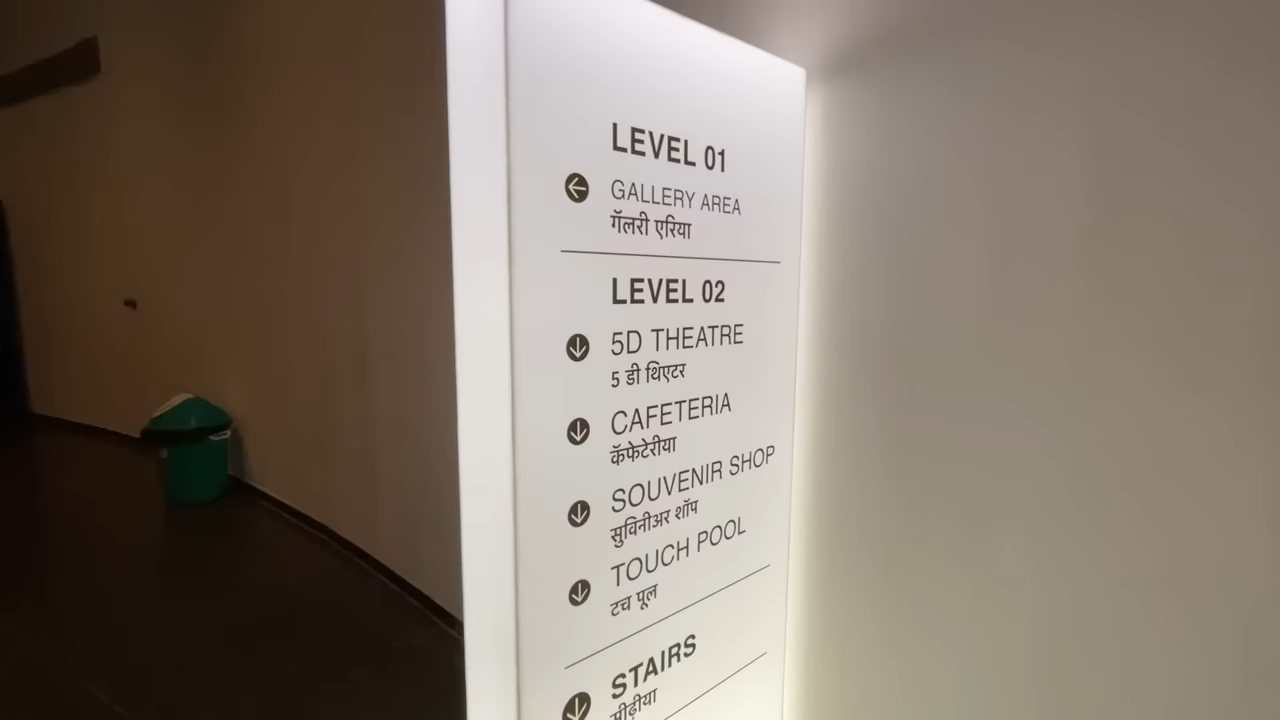 LEVEL 01
GALLERY AREA
गॅलरी एरिया
LEVEL 02
5D THEATRE
5 डी थिएटर
CAFETERIA
कॅफेटेरीया
SOUVENIR SHOP
सुविनीअर शॉप
TOUCH POOL
टच पूल
STAIRS
सीढ़ीया